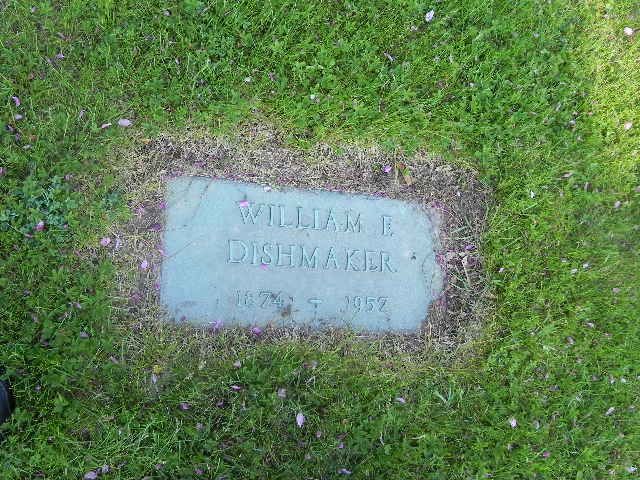 WILLIAM F.
DISHMAKER
1874 – 1952